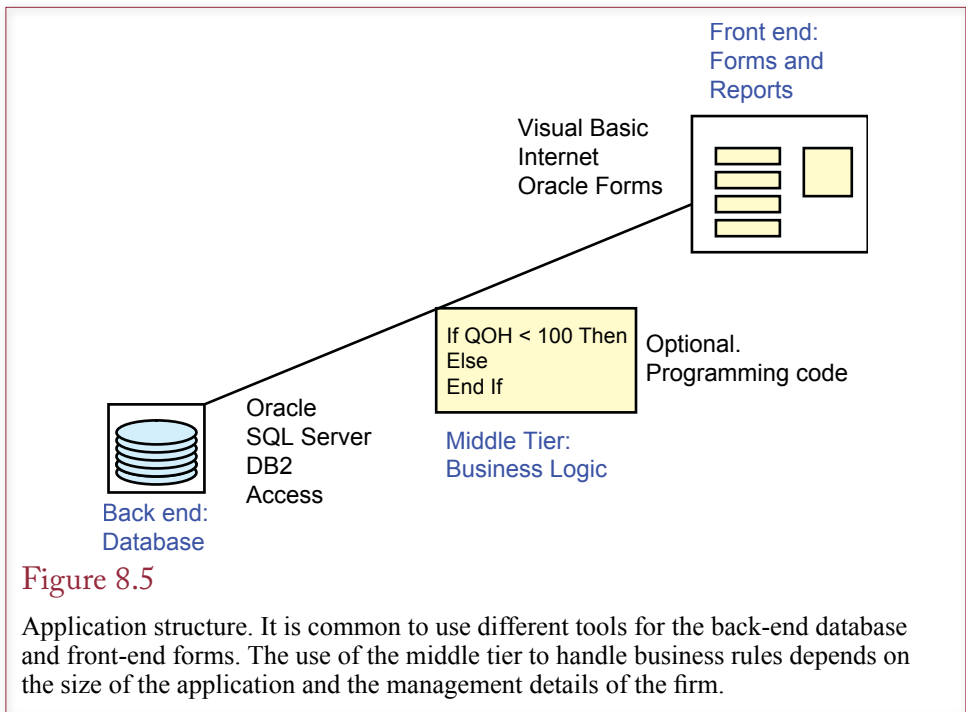 Front end:
Forms and
Reports
Visual Basic
Internet
Oracle Forms
If QOH < 100 Then
Else
End If
Optional.
Programming code
Middle Tier:
Business Logic
Oracle
SQL Server
DB2
Access
Back end:
Database
Figure 8.5
Application structure. It is common to use different tools for the back-end database
and front-end forms. The use of the middle tier to handle business rules depends on
the size of the application and the management details of the firm.